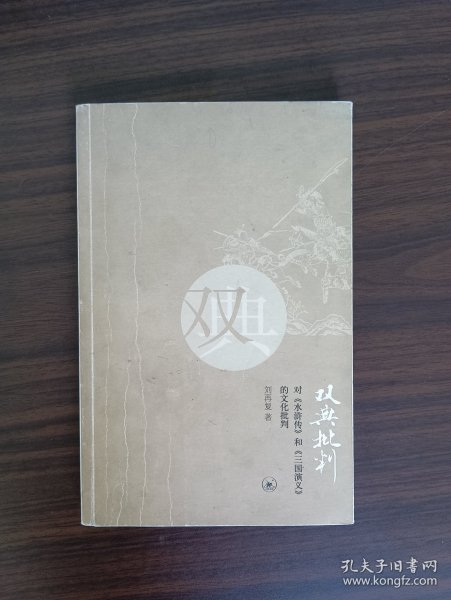 双典
双典批判
对《水浒传》和《三国演义》
的文化批判
刘再复 著
孔夫子旧书网
www.kongfz.com